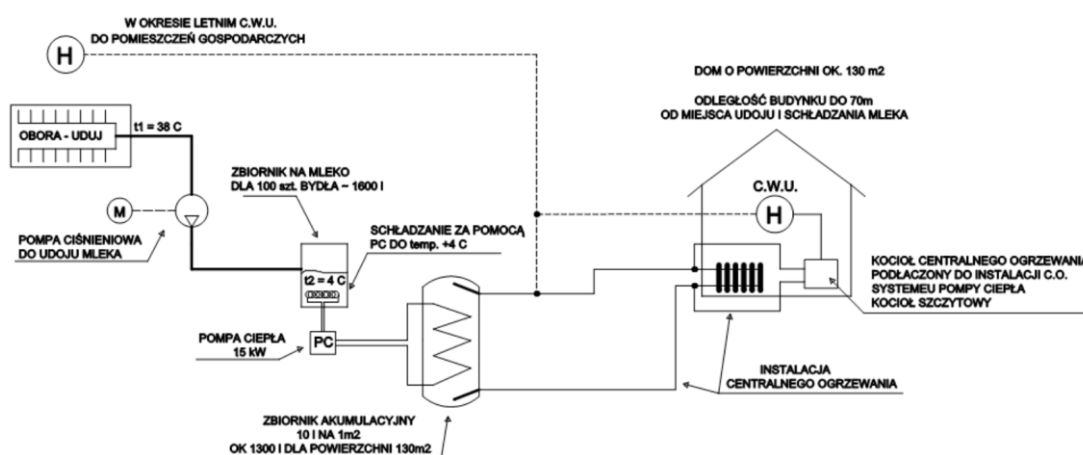 W OKRESIE LETNIM C.W.U.
DO POMIESZCZEŃ GOSPODARCZYCH
H
DOM O POWIERZCHNI OK. 130 m2
ODLEGŁOŚĆ BUDYNKU DO 70m
OD MIEJSCA UDOJU I SCHŁADZANIA MLEKA
OBORA - UDUJ
t1 = 38 C
ZBIORNIK NA MLEKO
DLA 100 szt. BYDŁA ~ 1600 l
C.W.U.
H
M
SCHŁADZANIE ZA POMOCĄ
PC DO temp. +4 C
POMPA CIŚNIENIOWA
DO UDOJU MLEKA
t2 = 4 C
KOCIOŁ CENTRALNEGO OGRZEWANIA
PODŁACZONY DO INSTALACJI C.O.
SYSTEMEU POMPY CIEPŁA
KOCIOŁ SZCZYTOWY
POMPA CIEPŁA
15 kW
PC
INSTALACJA
CENTRALNEGO OGRZEWANIA
ZBIORNIK AKUMULACYJNY
10 l NA 1m2
OK 1300 l DLA POWIERZCHNI 130m2